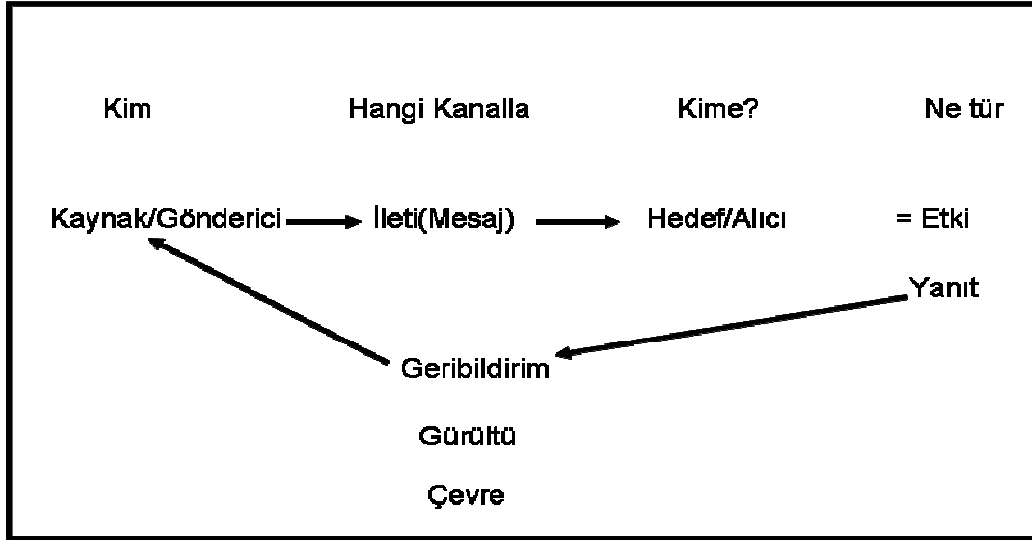 Kim Hangi Kanalla Kime? Ne tür
Kaynak/Gönderici İleti(Mesaj) Hedef/Alıcı = Etki
Yanıt
Geribildirim
Gürültü
Çevre